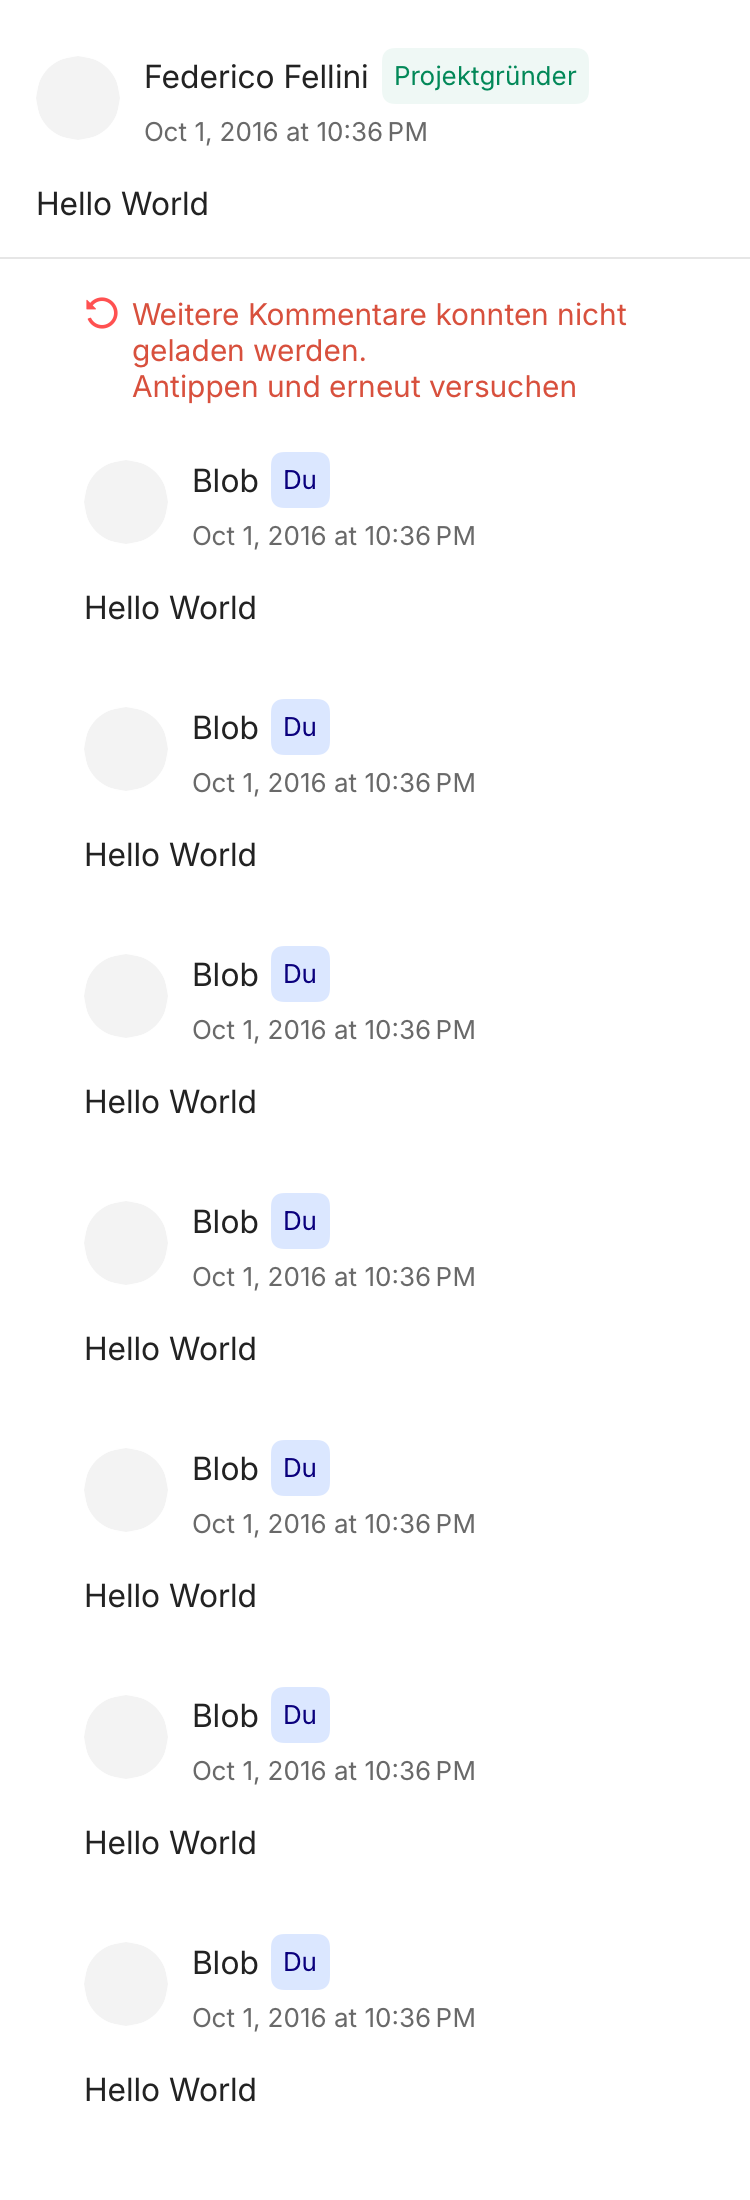 Federico Fellini Projektgründer
Oct 1, 2016 at 10:36 PM
Hello World
Weitere Kommentare konnten nicht
geladen werden.
Antippen und erneut versuchen
Blob Du
Oct 1, 2016 at 10:36 PM
Hello World
Blob Du
Oct 1, 2016 at 10:36 PM
Hello World
Blob Du
Oct 1, 2016 at 10:36 PM
Hello World
Blob Du
Oct 1, 2016 at 10:36 PM
Hello World
Blob Du
Oct 1, 2016 at 10:36 PM
Hello World
Blob Du
Oct 1, 2016 at 10:36 PM
Hello World
Blob Du
Oct 1, 2016 at 10:36 PM
Hello World